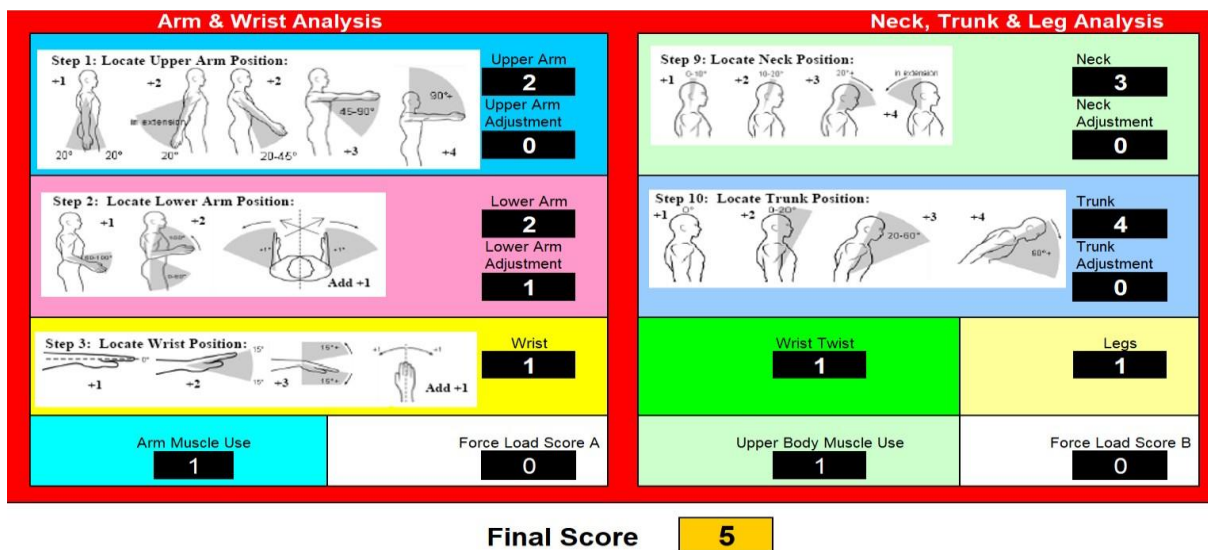 Arm & Wrist Analysis
Step 1: Locate Upper Arm Position:
+1
+2
+2
in extension
45-90°
90°+
20°
20°
20°
20-45°
+3
+4
Upper Arm
2
Upper Arm
Adjustment
0
Step 2: Locate Lower Arm Position:
+1
+2
+1°
+1°
Add +1
Lower Arm
2
Lower Arm
Adjustment
1
Step 3: Locate Wrist Position:
0°
15°
15°
15°+
15°+
+1
+1
+1
+2
+3
Add +1
Wrist
1
Arm Muscle Use
1
Force Load Score A
0
Neck, Trunk & Leg Analysis
Step 9: Locate Neck Position:
+1
0-10°
+2
10-20°
+3
20°+
in extension
+4
Neck
3
Neck
Adjustment
0
Step 10: Locate Trunk Position:
+1
0°
+2
0-20°
20-60°
+3
+4
60°+
Trunk
4
Trunk
Adjustment
0
Wrist Twist
1
Legs
1
Upper Body Muscle Use
1
Force Load Score B
0
Final Score 5